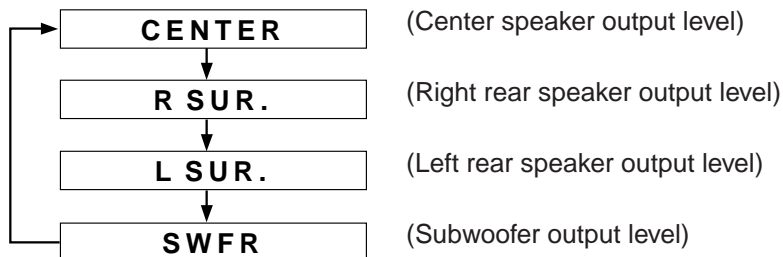 CENTER (Center speaker output level)
R SUR. (Right rear speaker output level)
L SUR. (Left rear speaker output level)
SWFR (Subwoofer output level)